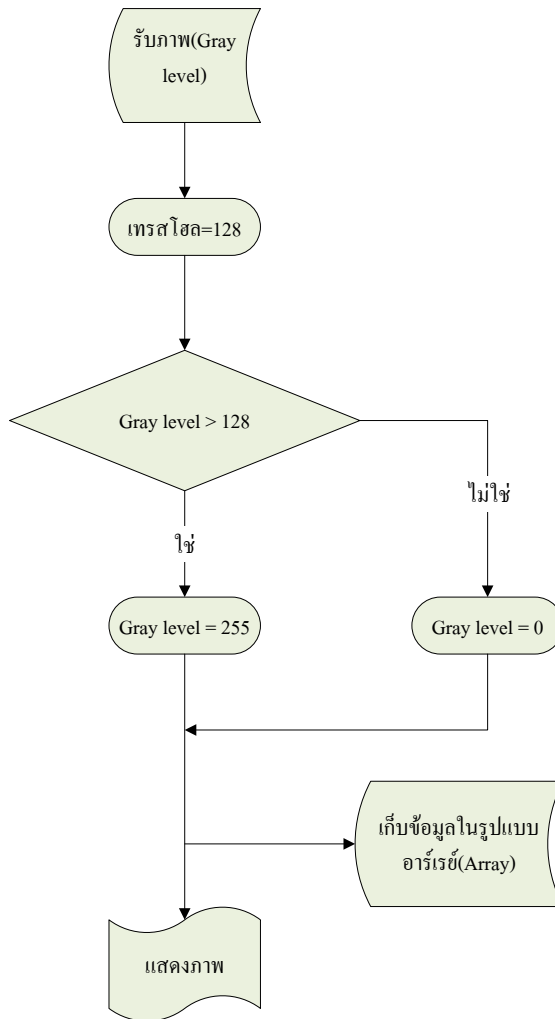 รับภาพ(Gray
level)
เทรสโฮล=128
Gray level > 128
ไม่ใช่
ใช่
Gray level = 255
Gray level = 0
เก็บข้อมูลในรูปแบบ
อาร์เรย์(Array)
แสดงภาพ